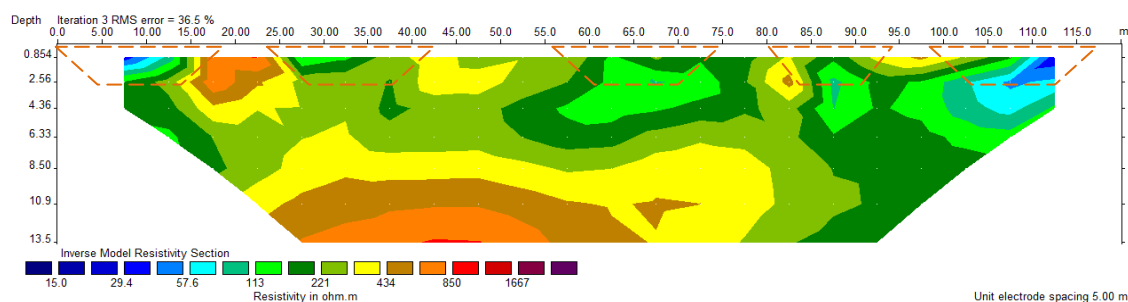 Depth Iteration 3 RMS error = 36.5 %
0.0 5.00 10.00 15.00 20.00 25.00 30.00 35.0 40.0 45.0 50.0 55.0 60.0 65.0 70.0 75.0 80.0 85.0 90.0 95.0 100.0 105.0 110.0 115.0 m
0.854
2.56
4.36
6.33
8.50
10.9
13.5
Inverse Model Resistivity Section
15.0 29.4 57.6 113 221 434 850 1667
Resistivity in ohm.m
Unit electrode spacing 5.00 m